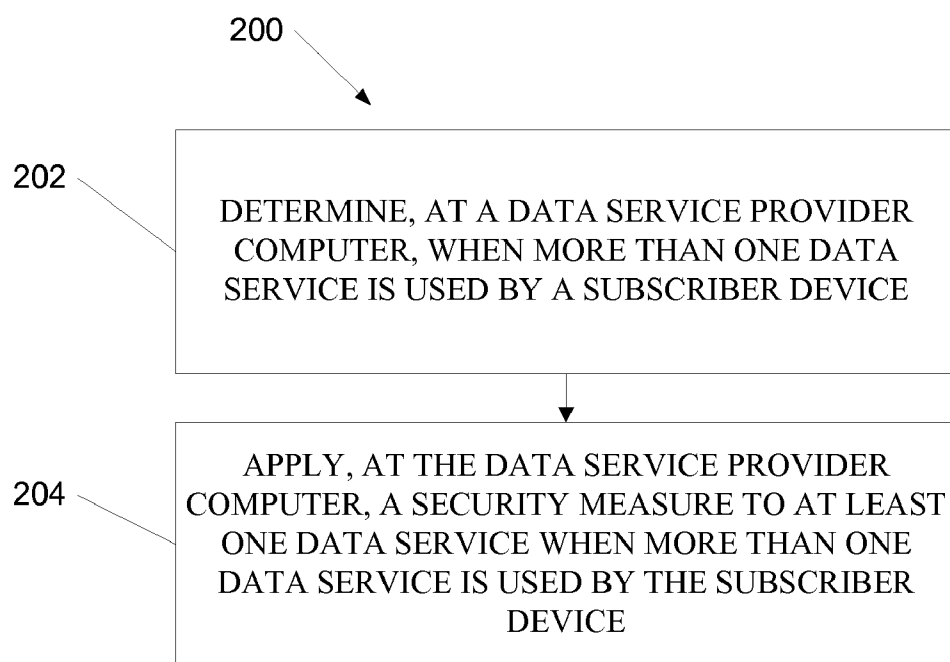 200
202
DETERMINE, AT A DATA SERVICE PROVIDER
COMPUTER, WHEN MORE THAN ONE DATA
SERVICE IS USED BY A SUBSCRIBER DEVICE
204
APPLY, AT THE DATA SERVICE PROVIDER
COMPUTER, A SECURITY MEASURE TO AT LEAST
ONE DATA SERVICE WHEN MORE THAN ONE
DATA SERVICE IS USED BY THE SUBSCRIBER
DEVICE